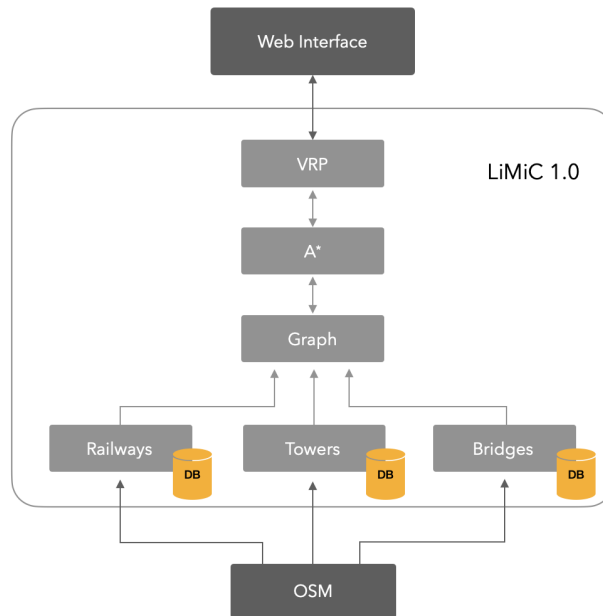 Web Interface
VRP
LiMiC 1.0
A*
Graph
Railways
Towers
Bridges
DB
DB
DB
OSM